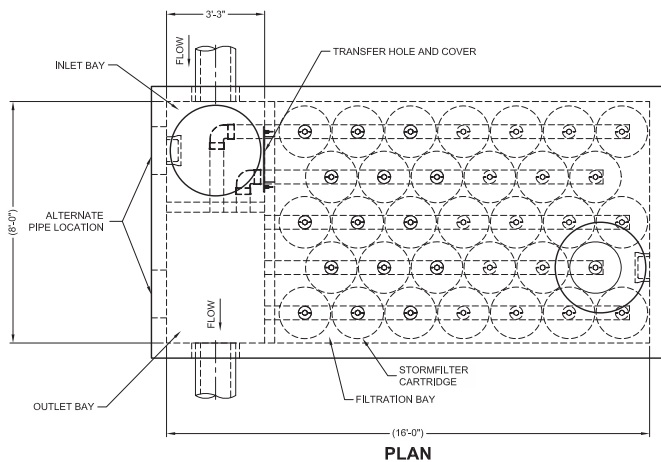 3'-3"
FLOW
TRANSFER HOLE AND COVER
INLET BAY
(8'-0")
ALTERNATE
PIPE LOCATION
FLOW
STORMFILTER
CARTRIDGE
OUTLET BAY
FILTRATION BAY
(16'-0")
PLAN